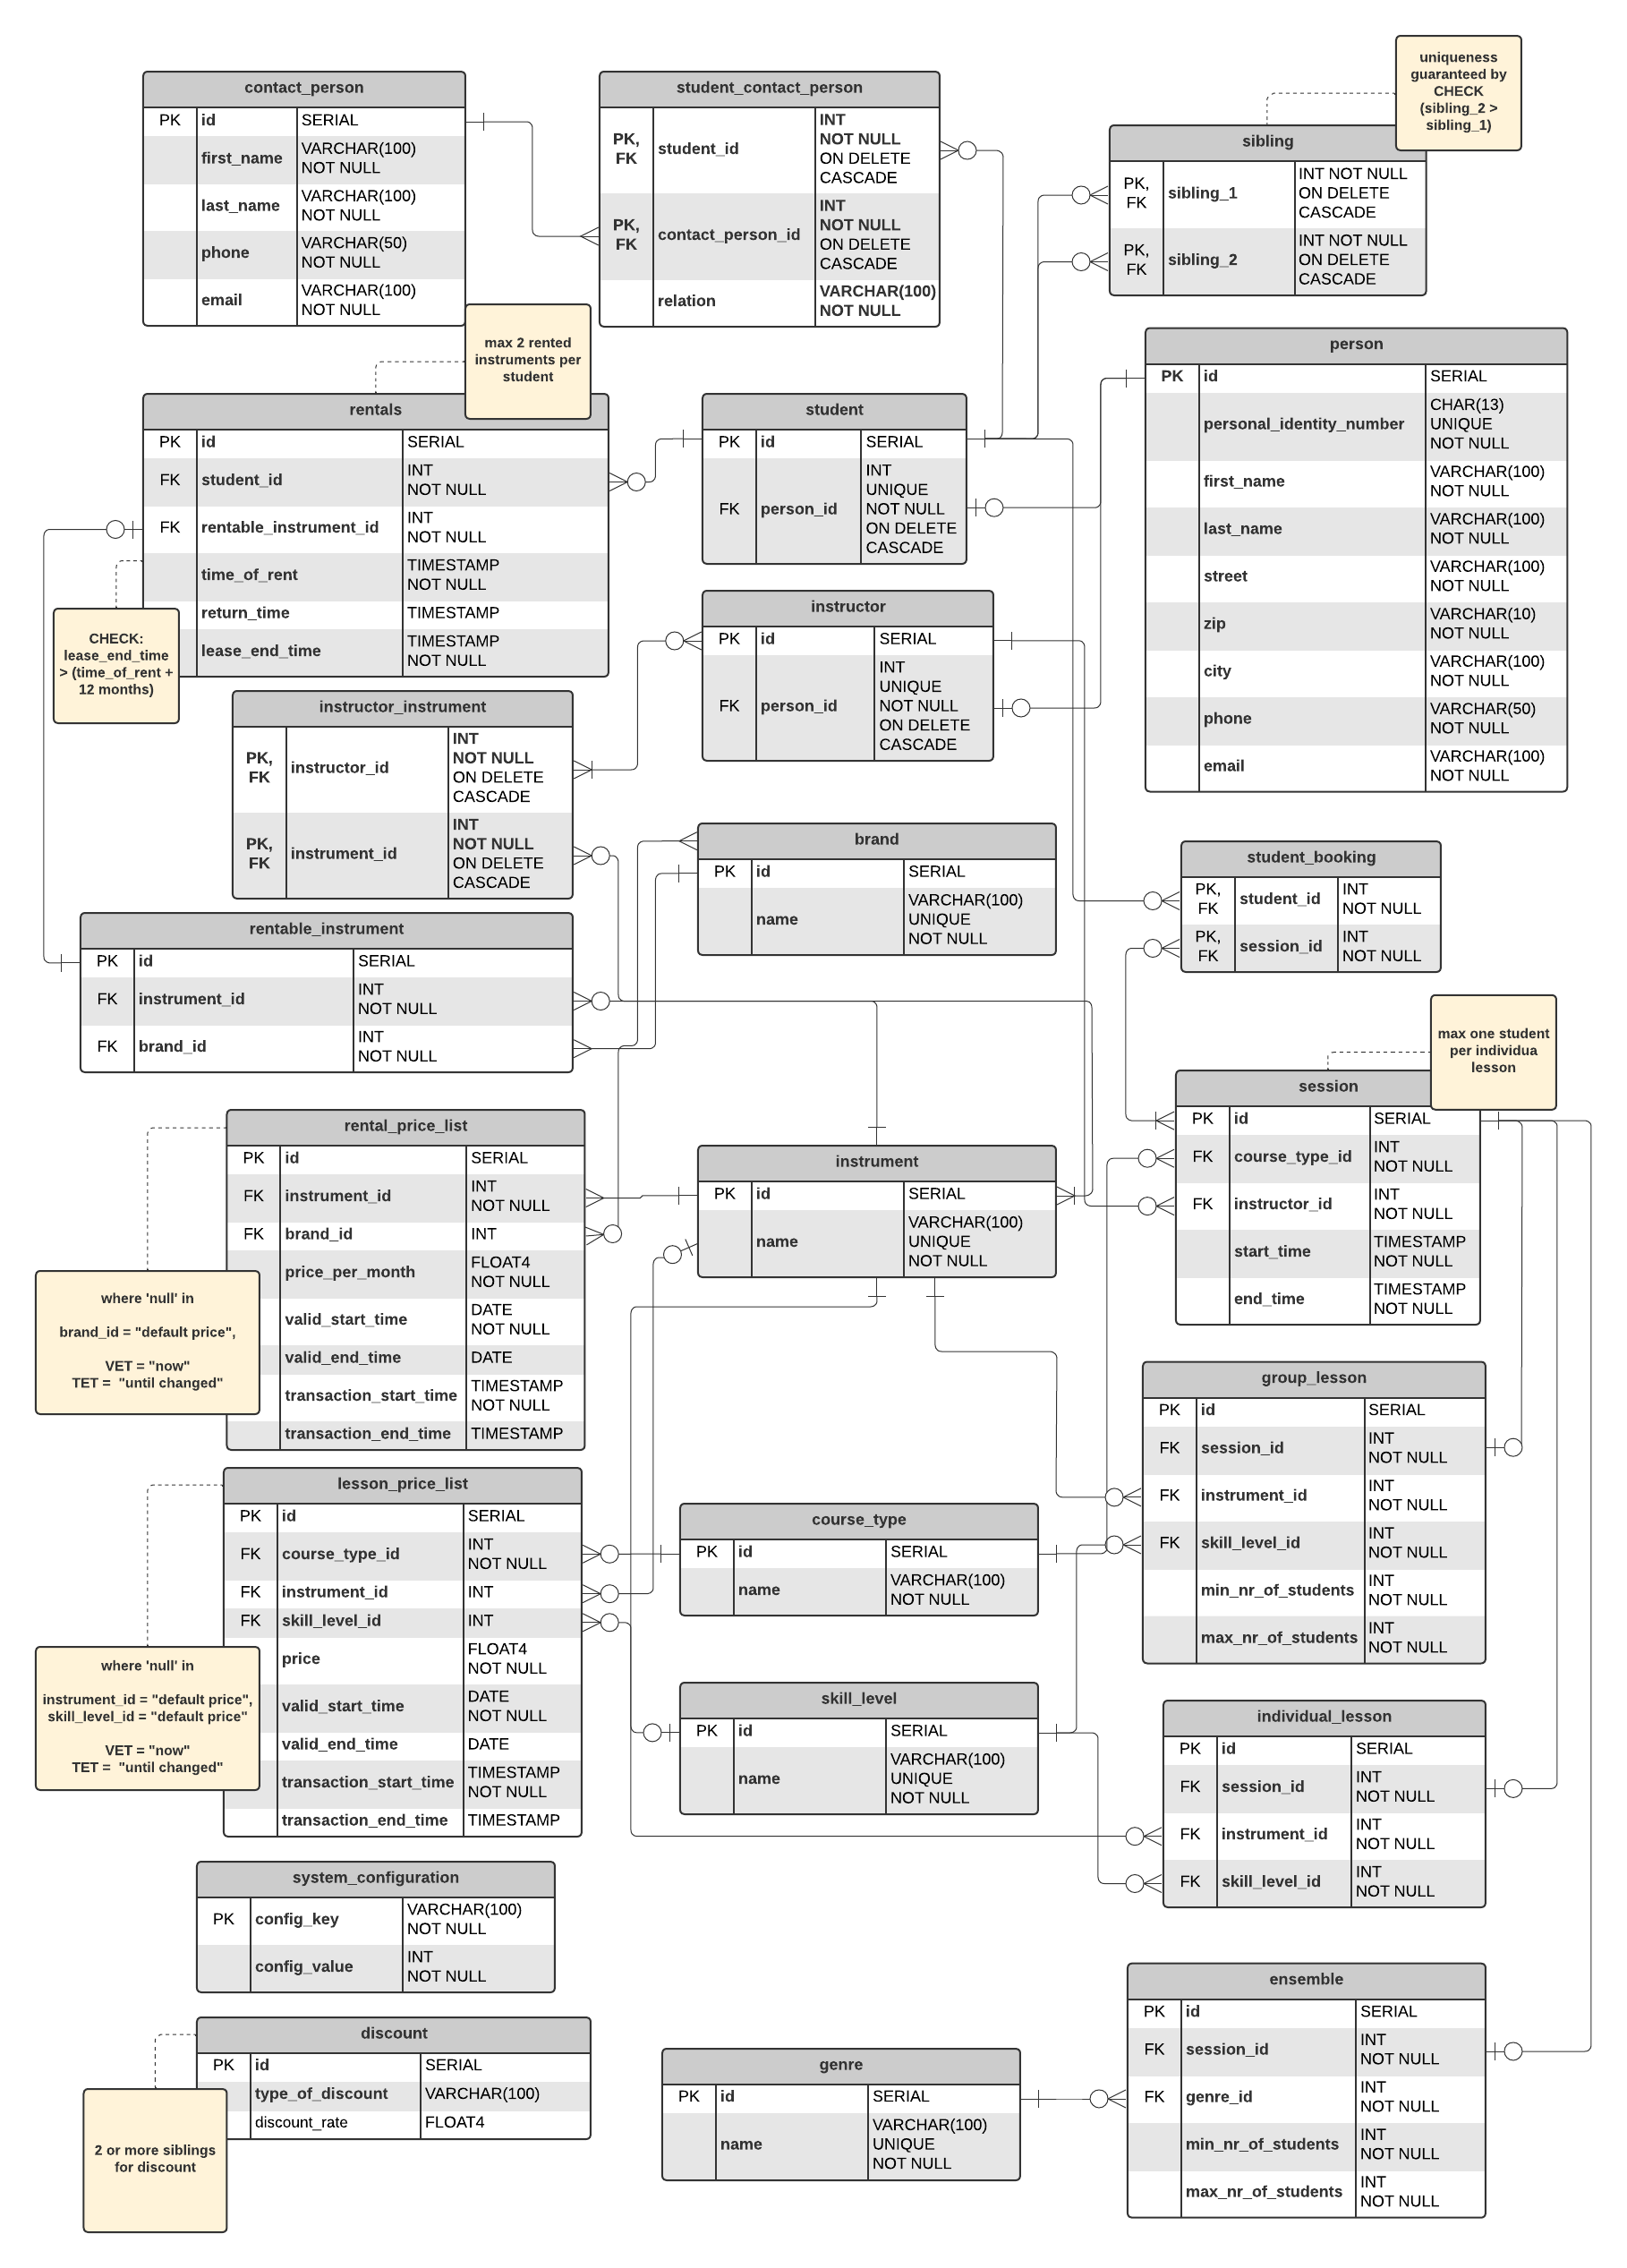 uniqueness
guaranteed by
CHECK
(sibling_2 >
sibling_1)
contact_person
PK id SERIAL
first_name VARCHAR(100)
NOT NULL
last_name VARCHAR(100)
NOT NULL
phone VARCHAR(50)
NOT NULL
email VARCHAR(100)
NOT NULL
student_contact_person
PK,
FK
student_id
INT
NOT NULL
ON DELETE
CASCADE
PK,
FK
contact_person_id
INT
NOT NULL
ON DELETE
CASCADE
relation
VARCHAR(100)
NOT NULL
sibling
PK,
FK
sibling_1
INT NOT NULL
ON DELETE
CASCADE
PK,
FK
sibling_2
INT NOT NULL
ON DELETE
CASCADE
max 2 rented
instruments per
student
person
PK id SERIAL
personal_identity_number
CHAR(13)
UNIQUE
NOT NULL
first_name VARCHAR(100)
NOT NULL
last_name VARCHAR(100)
NOT NULL
street VARCHAR(100)
NOT NULL
zip VARCHAR(10)
NOT NULL
city VARCHAR(100)
NOT NULL
phone VARCHAR(50)
NOT NULL
email VARCHAR(100)
NOT NULL
rentals
PK id SERIAL
FK student_id INT
NOT NULL
FK rentable_instrument_id INT
NOT NULL
time_of_rent TIMESTAMP
NOT NULL
return_time TIMESTAMP
lease_end_time TIMESTAMP
NOT NULL
CHECK:
lease_end_time
> (time_of_rent +
12 months)
student
PK id SERIAL
FK person_id
INT
UNIQUE
NOT NULL
ON DELETE
CASCADE
instructor
PK id SERIAL
FK person_id
INT
UNIQUE
NOT NULL
ON DELETE
CASCADE
instructor_instrument
PK,
FK
instructor_id
INT
NOT NULL
ON DELETE
CASCADE
PK,
FK
instrument_id
INT
NOT NULL
ON DELETE
CASCADE
brand
PK id SERIAL
name
VARCHAR(100)
UNIQUE
NOT NULL
student_booking
PK,
FK
student_id
INT
NOT NULL
PK,
FK
session_id
INT
NOT NULL
rentable_instrument
PK id SERIAL
FK instrument_id INT
NOT NULL
FK brand_id INT
NOT NULL
max one student
per individua
lesson
session
PK id SERIAL
FK course_type_id INT
NOT NULL
FK instructor_id INT
NOT NULL
start_time TIMESTAMP
NOT NULL
end_time TIMESTAMP
NOT NULL
rental_price_list
PK id SERIAL
FK instrument_id INT
NOT NULL
FK brand_id INT
price_per_month FLOAT4
NOT NULL
valid_start_time DATE
NOT NULL
valid_end_time DATE
transaction_start_time TIMESTAMP
NOT NULL
transaction_end_time TIMESTAMP
where 'null' in
brand_id = "default price",
VET = "now"
TET = "until changed"
instrument
PK id SERIAL
name
VARCHAR(100)
UNIQUE
NOT NULL
group_lesson
PK id SERIAL
FK session_id INT
NOT NULL
FK instrument_id INT
NOT NULL
FK skill_level_id INT
NOT NULL
min_nr_of_students INT
NOT NULL
max_nr_of_students INT
NOT NULL
lesson_price_list
PK id SERIAL
FK course_type_id INT
NOT NULL
FK instrument_id INT
FK skill_level_id INT
price FLOAT4
NOT NULL
valid_start_time DATE
NOT NULL
valid_end_time DATE
transaction_start_time TIMESTAMP
NOT NULL
transaction_end_time TIMESTAMP
where 'null' in
instrument_id = "default price",
skill_level_id = "default price"
VET = "now"
TET = "until changed"
course_type
PK id SERIAL
name VARCHAR(100)
NOT NULL
skill_level
PK id SERIAL
name
VARCHAR(100)
UNIQUE
NOT NULL
individual_lesson
PK id SERIAL
FK session_id INT
NOT NULL
FK instrument_id INT
NOT NULL
FK skill_level_id INT
NOT NULL
system_configuration
PK config_key VARCHAR(100)
NOT NULL
config_value INT
NOT NULL
ensemble
PK id SERIAL
FK session_id INT
NOT NULL
FK genre_id INT
NOT NULL
min_nr_of_students INT
NOT NULL
max_nr_of_students INT
NOT NULL
discount
PK id SERIAL
type_of_discount VARCHAR(100)
discount_rate FLOAT4
2 or more siblings
for discount
genre
PK id SERIAL
name
VARCHAR(100)
UNIQUE
NOT NULL